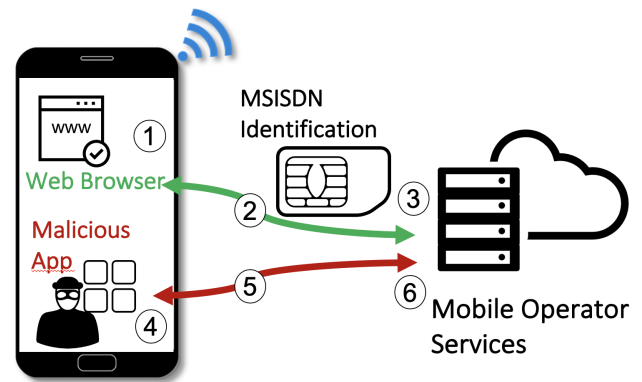 MSISDN
Identification
www
1
Web Browser
2
3
Malicious
App
4
5
6
Mobile Operator
Services